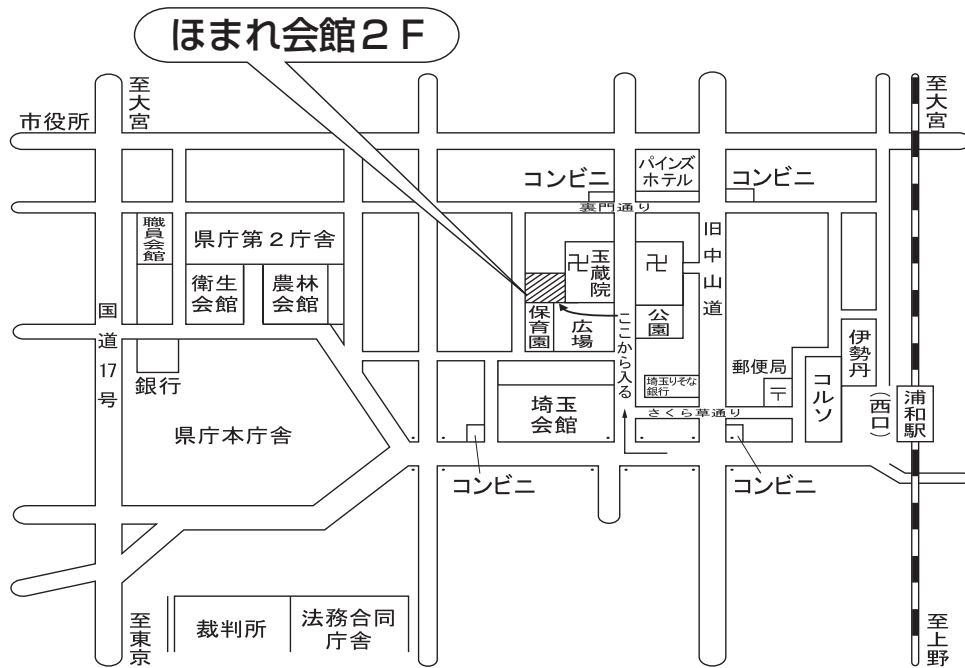 ほまれ会館２Ｆ
至大宮
至大宮
市役所
コンビニ
パインズ
ホテル
コンビニ
裏門通り
職員
会館
県庁第２庁舎
衛生
会館
農林
会館
卍
玉蔵院
卍
旧中山道
国道17号
保育園
広場
ここから入る
公園
伊勢丹
銀行
埼玉りそな
銀行
郵便局
〒
コルソ
(西口)
浦和駅
さくら草通り
県庁本庁舎
埼玉
会館
コンビニ
コンビニ
裁判所
法務合同
庁舎
至東京
至上野